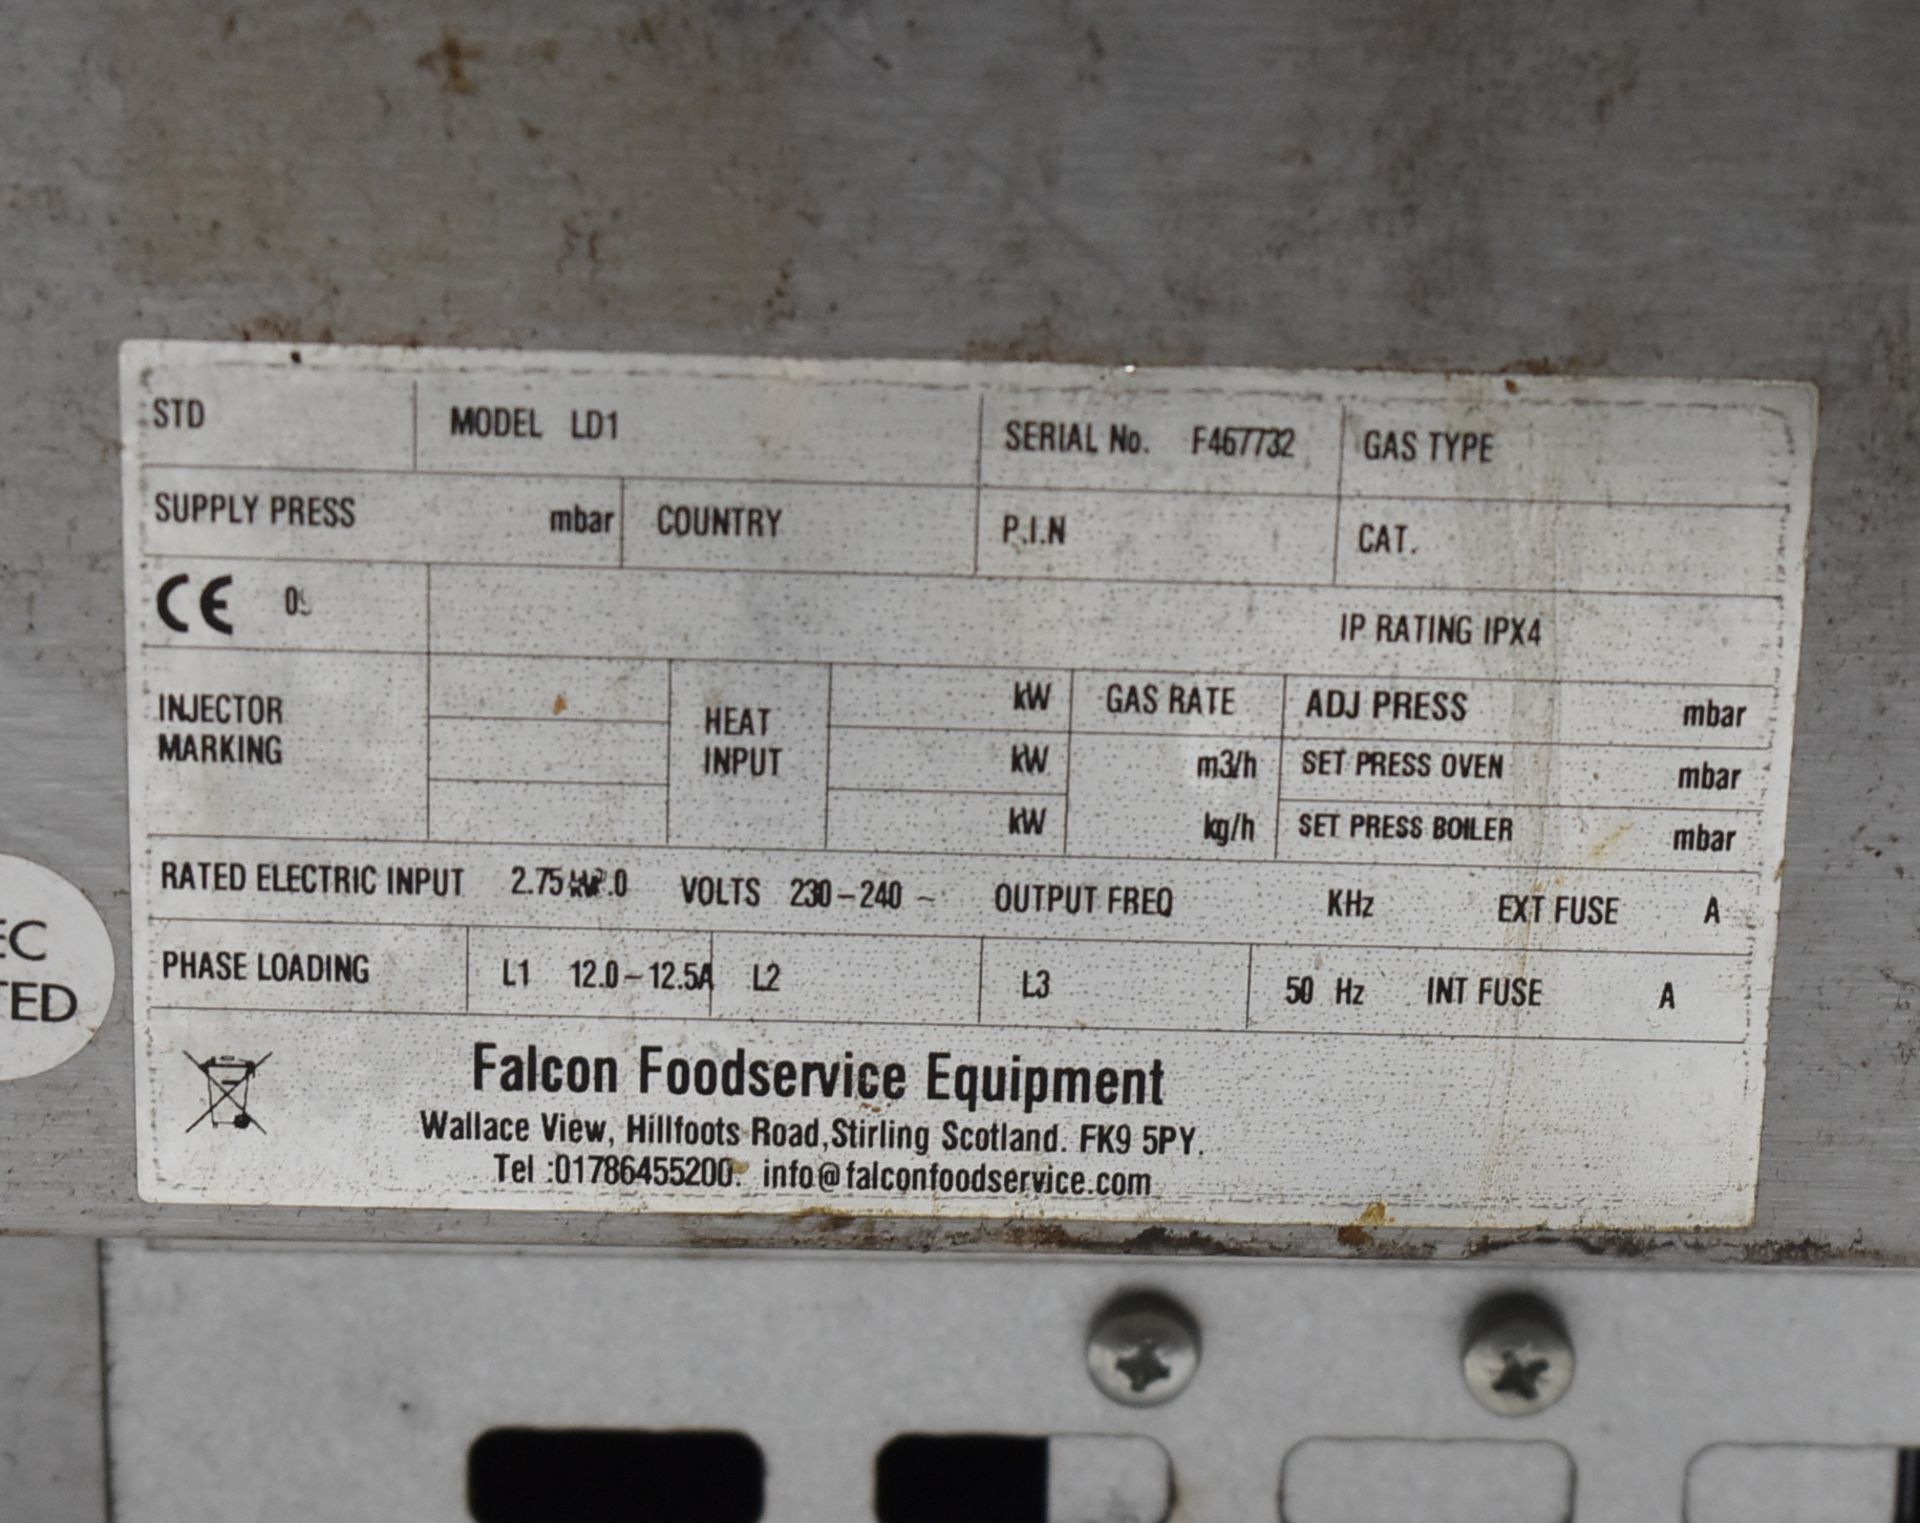 STD MODEL LD1 SERIAL No. F467732 GAS TYPE
SUPPLY PRESS mbar COUNTRY P.I.N CAT.
CE IP RATING IPX4
INJECTOR MARKING HEAT INPUT kW GAS RATE ADJ PRESS mbar
kW m3/h SET PRESS OVEN mbar
kW kg/h SET PRESS BOILER mbar
RATED ELECTRIC INPUT 2.75 VOLTS 230-240 ~ OUTPUT FREQ KHz EXT FUSE A
PHASE LOADING L1 12.0-12.5A L2 L3 50 Hz INT FUSE A
Falcon Foodservice Equipment
Wallace View, Hillfoots Road,Stirling Scotland. FK9 5PY.
Tel :01786455200. info@falconfoodservice.com
EC
TED